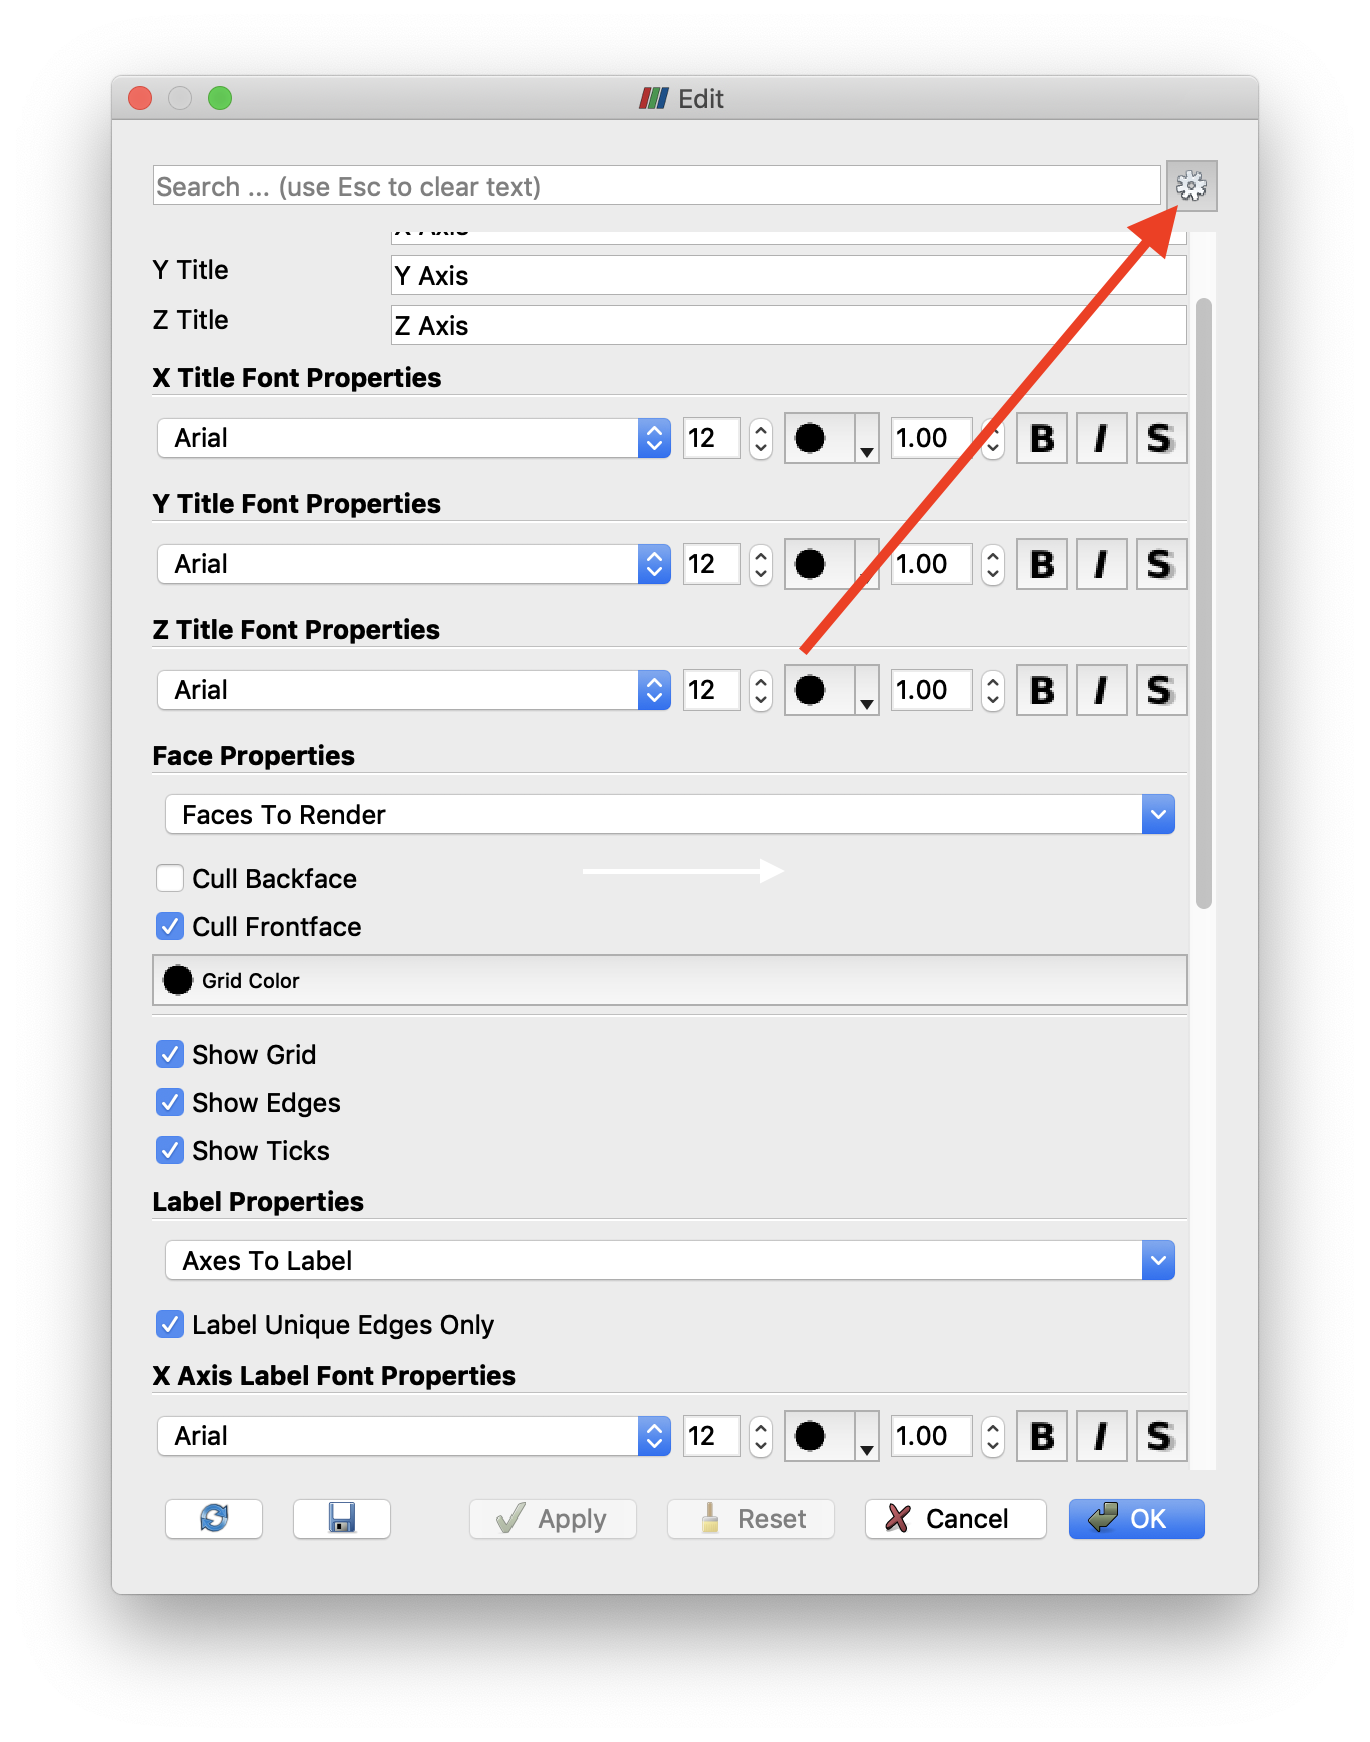 Edit
Search ... (use Esc to clear text)
X Axis
Y Title Y Axis
Z Title Z Axis
X Title Font Properties
Arial 12 1.00 B I S
Y Title Font Properties
Arial 12 1.00 B I S
Z Title Font Properties
Arial 12 1.00 B I S
Face Properties
Faces To Render
Cull Backface
Cull Frontface
Grid Color
Show Grid
Show Edges
Show Ticks
Label Properties
Axes To Label
Label Unique Edges Only
X Axis Label Font Properties
Arial 12 1.00 B I S
Apply Reset Cancel OK